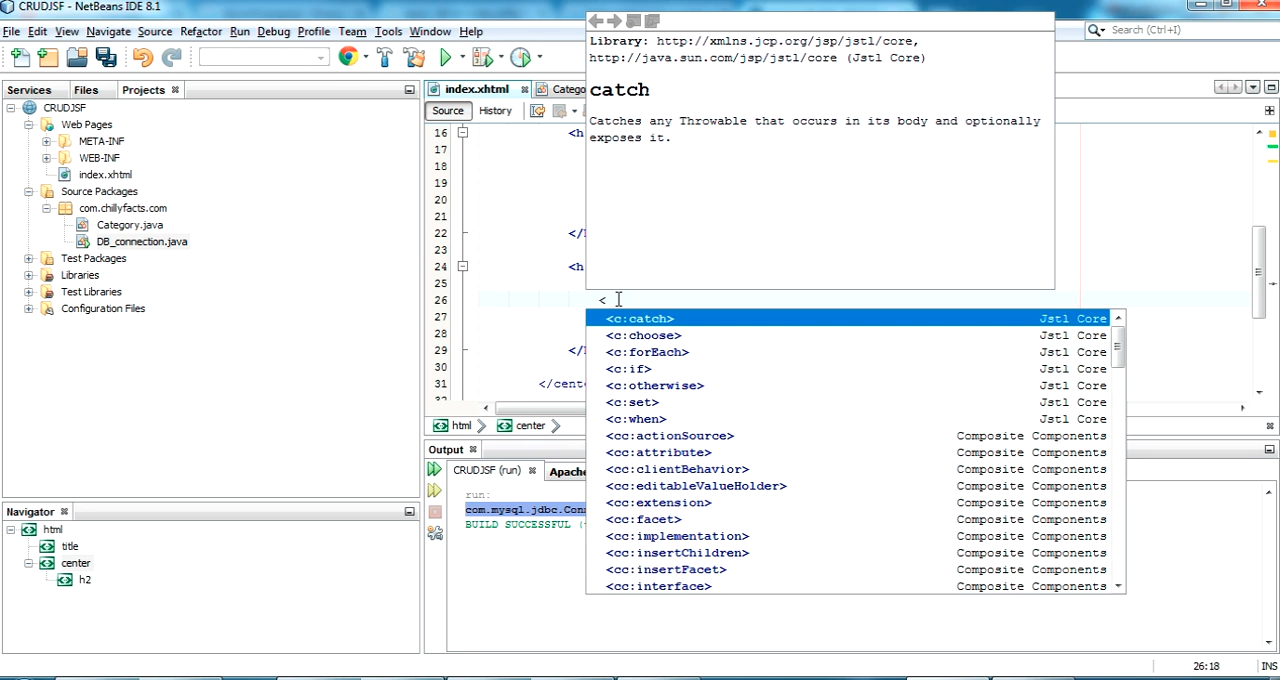 CRUDJSF - NetBeans IDE 8.1
File Edit View Navigate Source Refactor Run Debug Profile Team Tools Window Help
Search (Ctrl+I)
Services Files Projects
index.xhtml Catego
Source History
CRUDJSF
Web Pages
META-INF
WEB-INF
index.xhtml
Source Packages
com.chillyfacts.com
Category.java
DB_connection.java
Test Packages
Libraries
Test Libraries
Configuration Files
Library: http://xmlns.jcp.org/jsp/jstl/core,
http://java.sun.com/jsp/jstl/core (Jstl Core)
catch
Catches any Throwable that occurs in its body and optionally
exposes it.
16 <h
17
18
19
20
21
22 </
23
24 <h
25
26 <
27
28
29 </
30
31 </cente
<c:catch> Jstl Core
<c:choose> Jstl Core
<c:forEach> Jstl Core
<c:if> Jstl Core
<c:otherwise> Jstl Core
<c:set> Jstl Core
<c:when> Jstl Core
<cc:actionSource> Composite Components
<cc:attribute> Composite Components
<cc:clientBehavior> Composite Components
<cc:editableValueHolder> Composite Components
<cc:extension> Composite Components
<cc:facet> Composite Components
<cc:implementation> Composite Components
<cc:insertChildren> Composite Components
<cc:insertFacet> Composite Components
<cc:interface> Composite Components
html center
Output
CRUDJSF (run) Apache
run:
com.mysql.jdbc.Conn
BUILD SUCCESSFUL (
Navigator
html
title
center
h2
26:18 INS